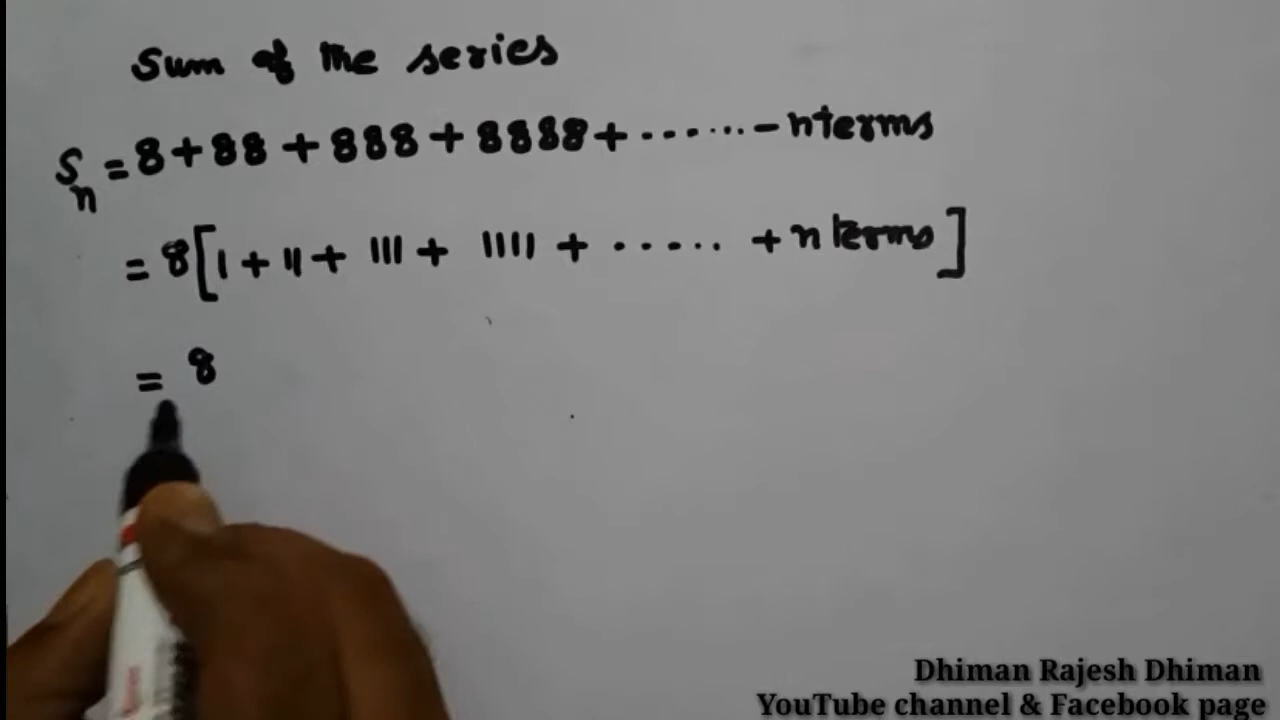 Sum of the series
Sn = 8 + 88 + 888 + 8888 + ...... - n terms
= 8[1 + 11 + 111 + 1111 + ..... + n terms]
= 8
Dhiman Rajesh Dhiman
YouTube channel & Facebook page